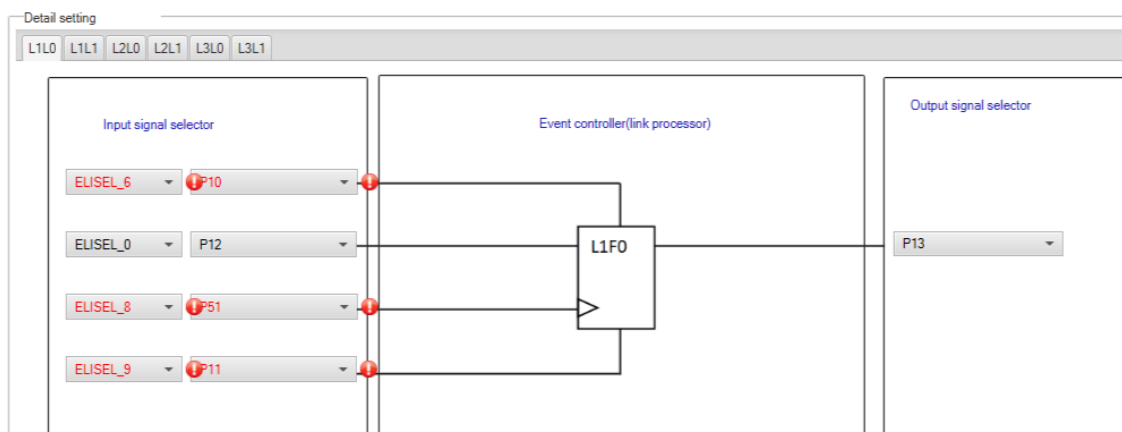 Detail setting
L1L0 L1L1 L2L0 L2L1 L3L0 L3L1
Input signal selector
Event controller(link processor)
Output signal selector
ELISEL_6 P10
ELISEL_0 P12
L1F0
P13
ELISEL_8 P51
ELISEL_9 P11